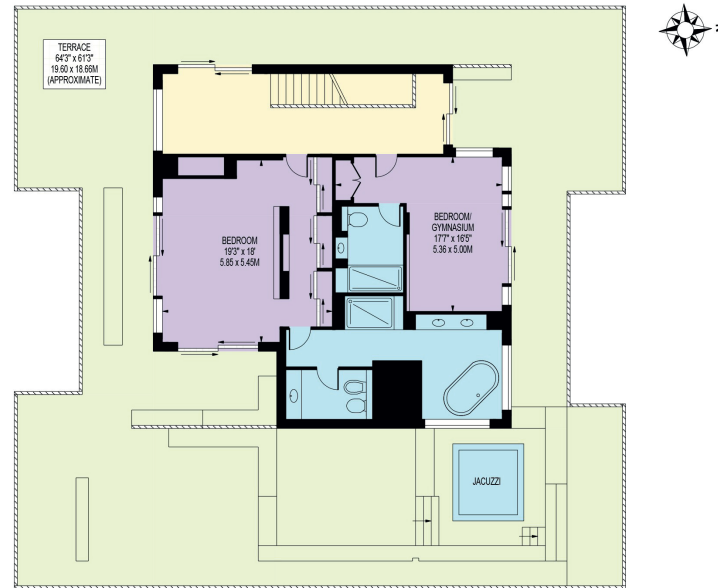 TERRACE
64'3" x 61'3"
19.60 x 18.66M
(APPROXIMATE)
BEDROOM
19'3" x 18'
5.85 x 5.45M
BEDROOM/
GYMNASIUM
17'7" x 16'5"
5.36 x 5.00M
JACUZZI